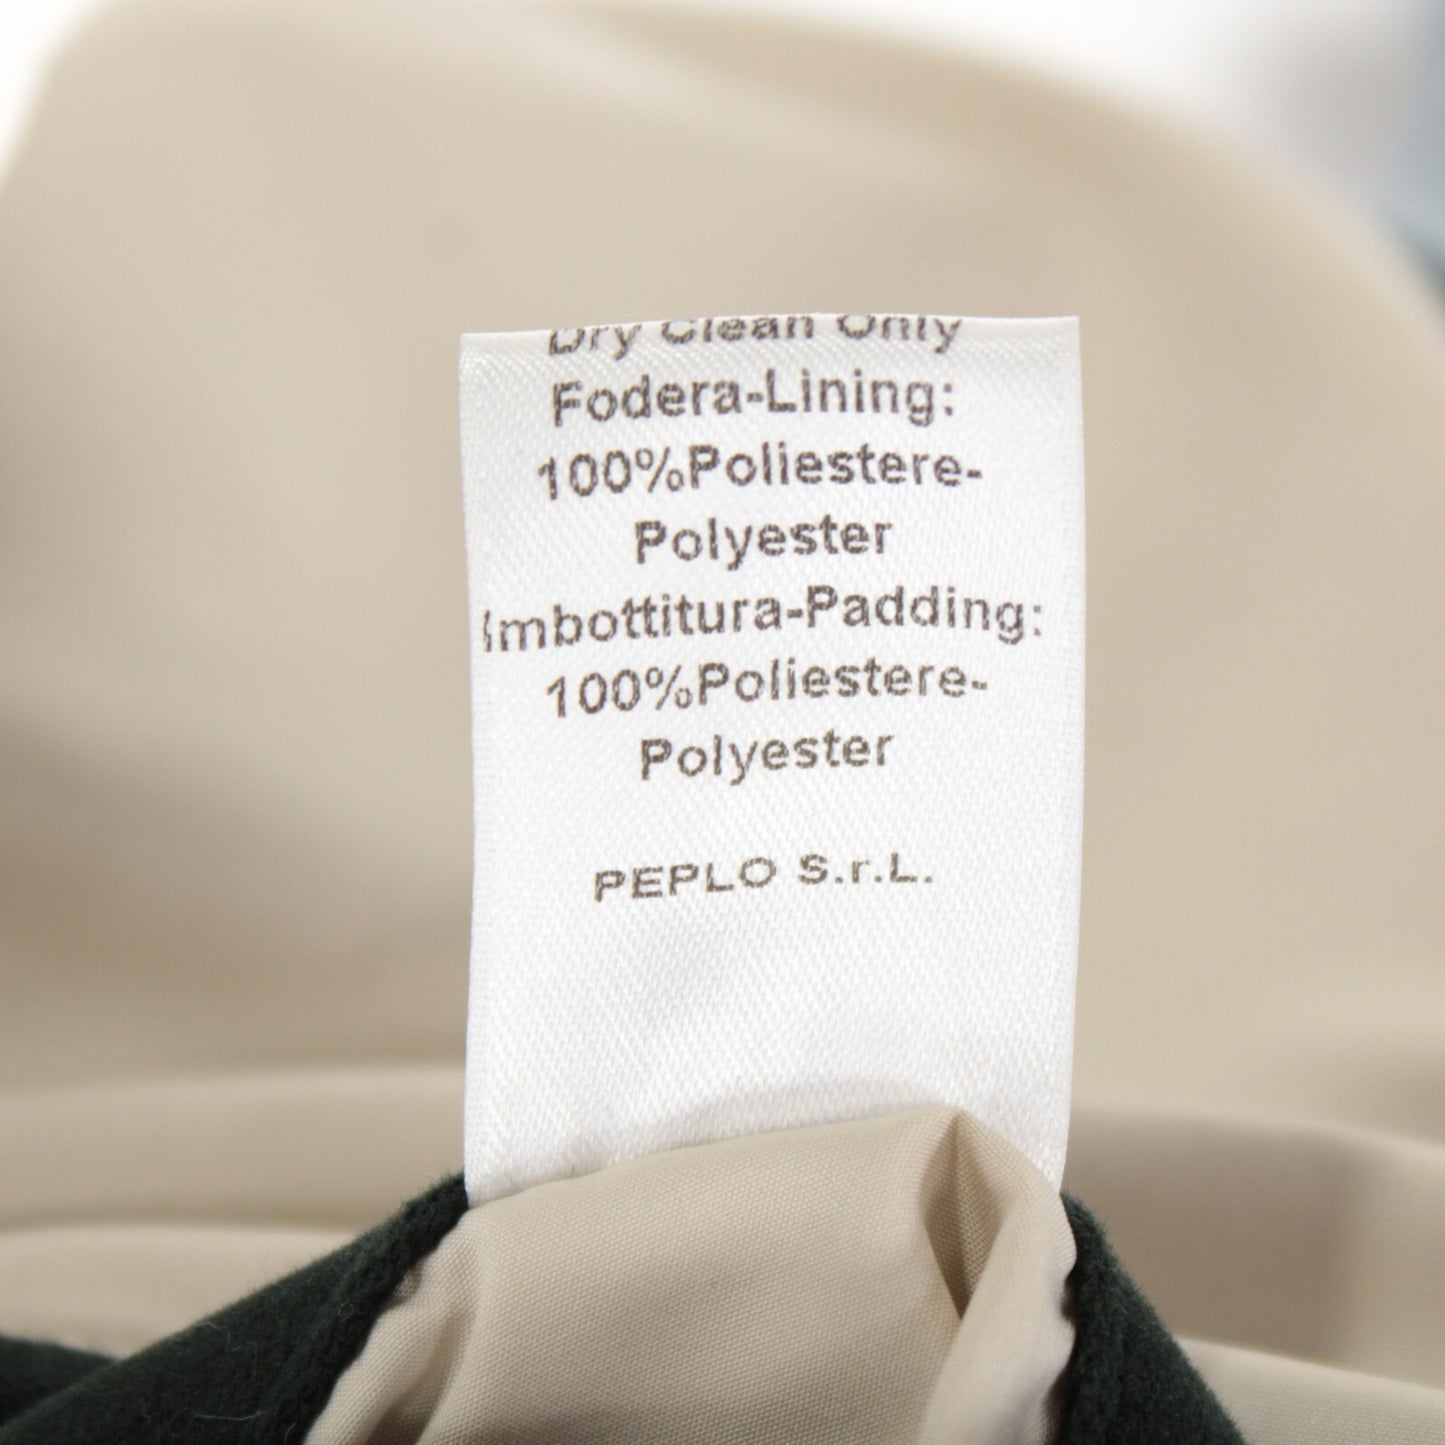 Dry Clean Only
Fodera-Lining:
100%Poliestere-
Polyester
Imbottitura-Padding:
100%Poliestere-
Polyester
PEPLO S.r.L.